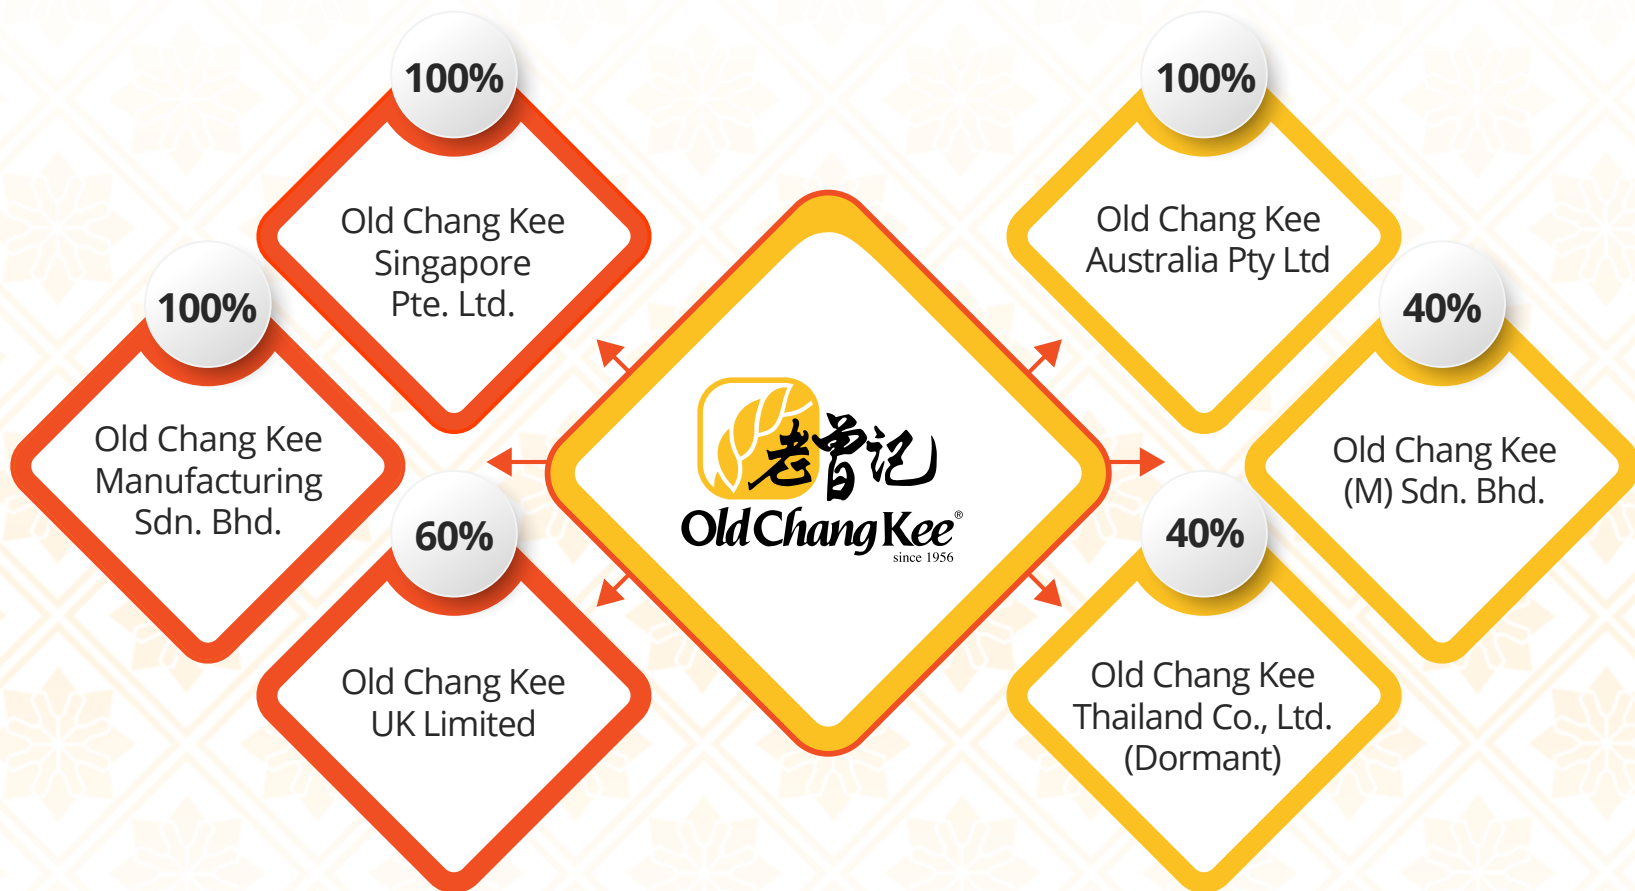 100%
Old Chang Kee
Singapore
Pte. Ltd.
100%
Old Chang Kee
Manufacturing
Sdn. Bhd.
60%
Old Chang Kee
UK Limited
老曾记
Old Chang Kee®
since 1956
100%
Old Chang Kee
Australia Pty Ltd
40%
Old Chang Kee
(M) Sdn. Bhd.
40%
Old Chang Kee
Thailand Co., Ltd.
(Dormant)